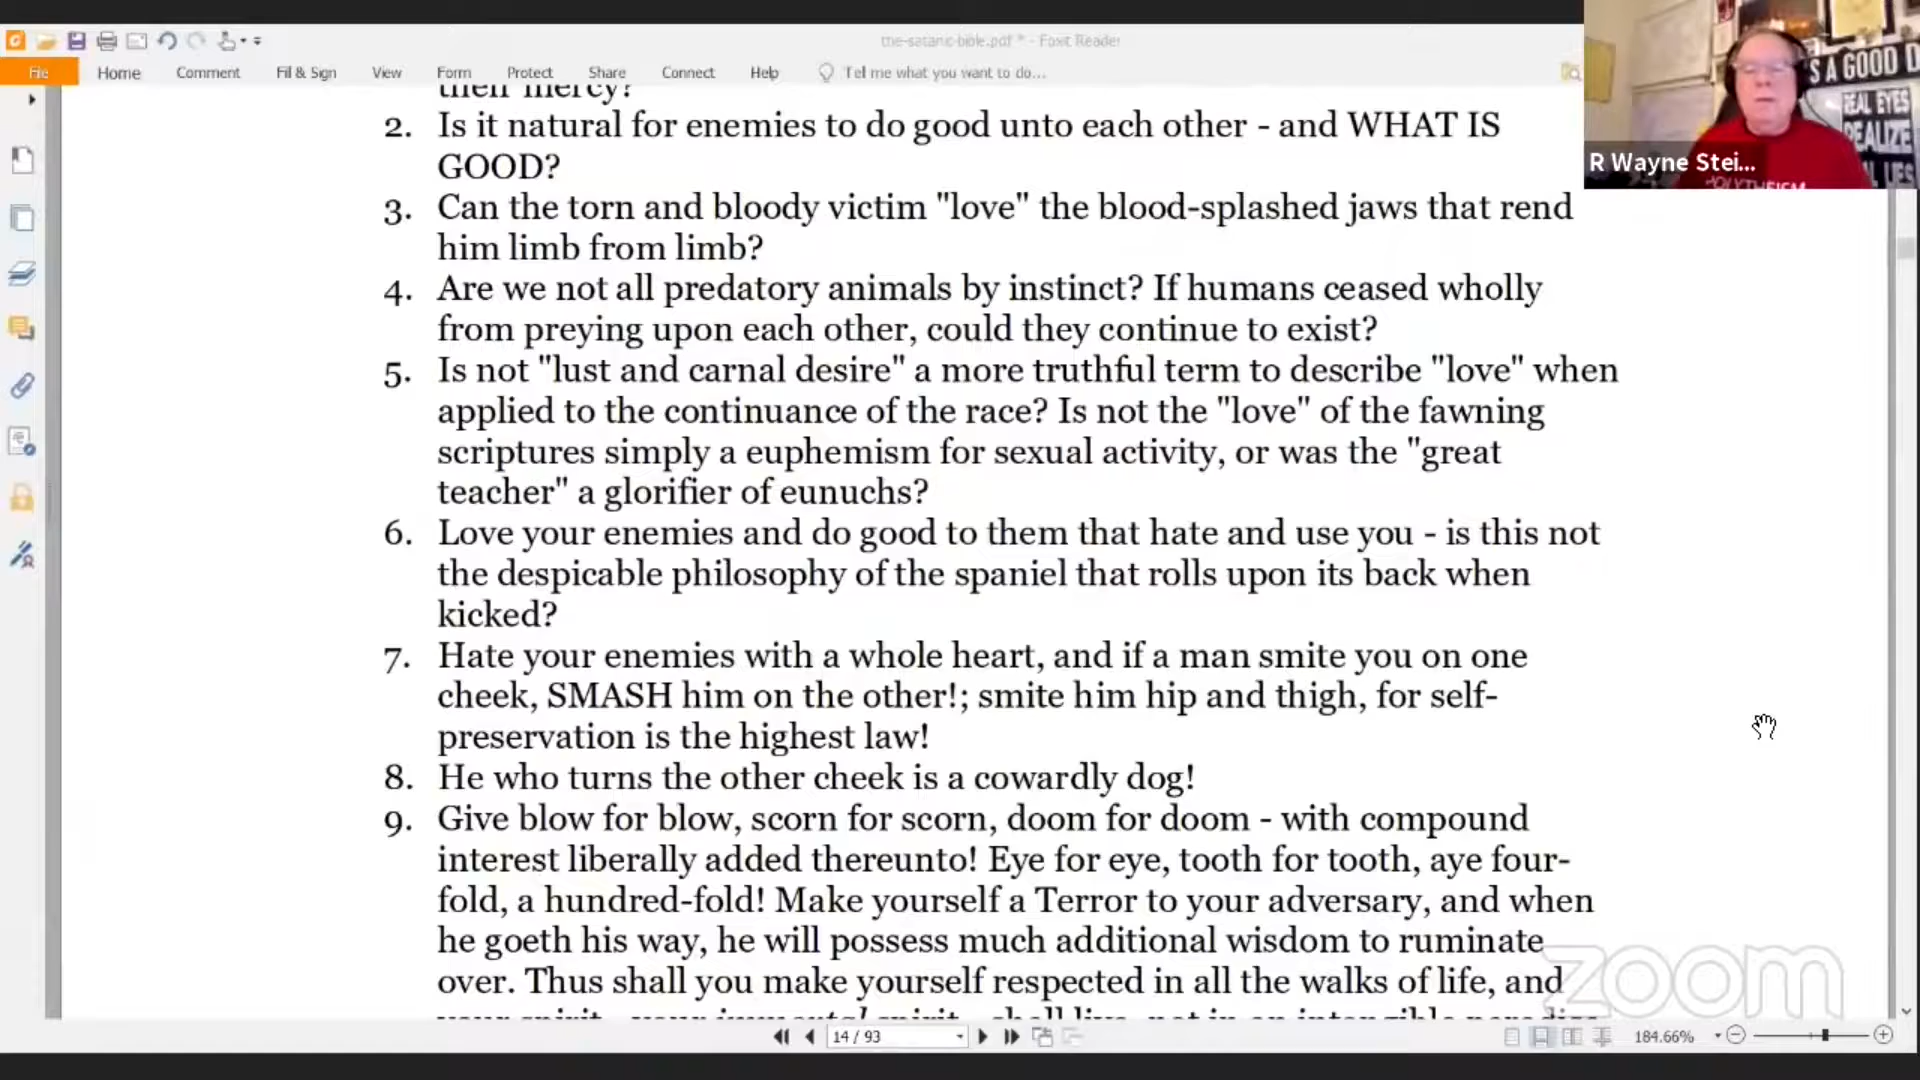 the-satanic-bible.pdf * - Foxit Reader
File Home Comment Fill & Sign View Form Protect Share Connect Help Tell me what you want to do...
their mercy?
2. Is it natural for enemies to do good unto each other - and WHAT IS
GOOD?
3. Can the torn and bloody victim "love" the blood-splashed jaws that rend
him limb from limb?
4. Are we not all predatory animals by instinct? If humans ceased wholly
from preying upon each other, could they continue to exist?
5. Is not "lust and carnal desire" a more truthful term to describe "love" when
applied to the continuance of the race? Is not the "love" of the fawning
scriptures simply a euphemism for sexual activity, or was the "great
teacher" a glorifier of eunuchs?
6. Love your enemies and do good to them that hate and use you - is this not
the despicable philosophy of the spaniel that rolls upon its back when
kicked?
7. Hate your enemies with a whole heart, and if a man smite you on one
cheek, SMASH him on the other!; smite him hip and thigh, for self-
preservation is the highest law!
8. He who turns the other cheek is a cowardly dog!
9. Give blow for blow, scorn for scorn, doom for doom - with compound
interest liberally added thereunto! Eye for eye, tooth for tooth, aye four-
fold, a hundred-fold! Make yourself a Terror to your adversary, and when
he goeth his way, he will possess much additional wisdom to ruminate
over. Thus shall you make yourself respected in all the walks of life, and
your spirit - your immortal spirit - shall live, not in an intangible paradise
14 / 93
184.66%
zoom
S A GOOD D
REAL EYES
REALIZE
L LIES
R Wayne Stei...